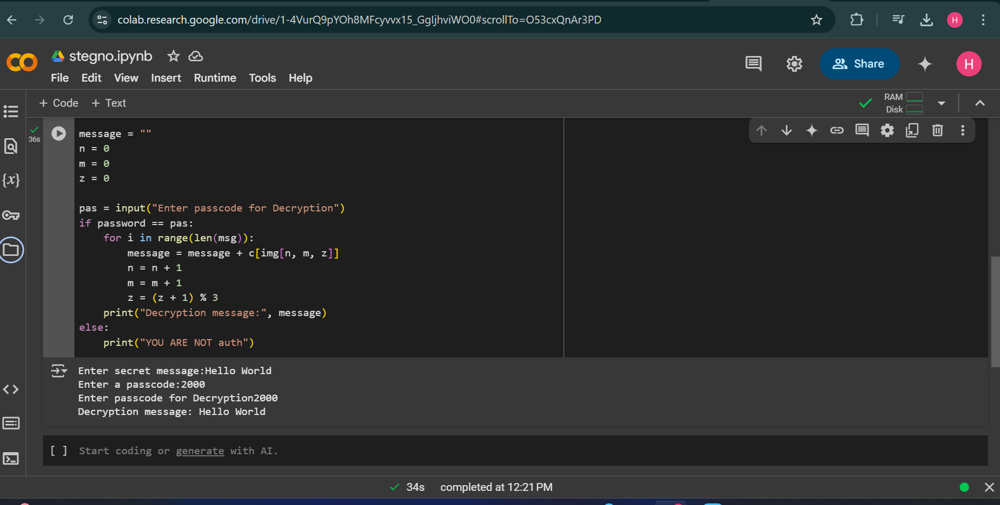 colab.research.google.com/drive/1-4VurQ9pYOh8MFcyvvx15_GgIjhviWO0#scrollTo=O53cxQnAr3PD
H
stegno.ipynb
File Edit View Insert Runtime Tools Help
Share
H
+ Code + Text
RAM
Disk
36s
message = ""
n = 0
m = 0
z = 0
pas = input("Enter passcode for Decryption")
if password == pas:
    for i in range(len(msg)):
        message = message + c[img[n, m, z]]
        n = n + 1
        m = m + 1
        z = (z + 1) % 3
    print("Decryption message:", message)
else:
    print("YOU ARE NOT auth")
{x}
Enter secret message:Hello World
Enter a passcode:2000
Enter passcode for Decryption2000
Decryption message: Hello World
[ ] Start coding or generate with AI.
34s completed at 12:21 PM